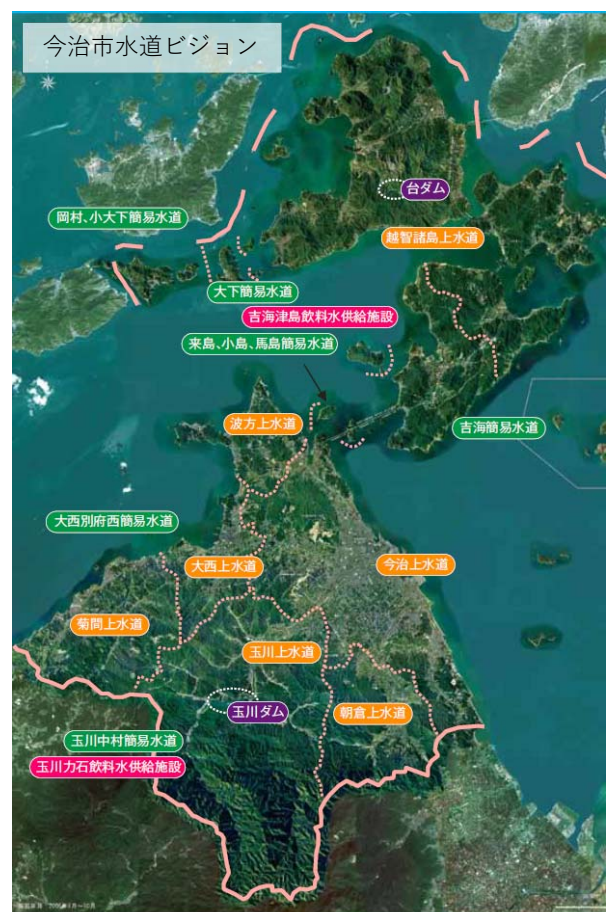 今治市水道ビジョン
台ダム
岡村、小大下簡易水道
越智諸島上水道
大下簡易水道
吉海津島飲料水供給施設
来島、小島、馬島簡易水道
波方上水道
吉海簡易水道
大西別府西簡易水道
大西上水道
今治上水道
菊間上水道
玉川上水道
玉川ダム
朝倉上水道
玉川中村簡易水道
玉川力石飲料水供給施設